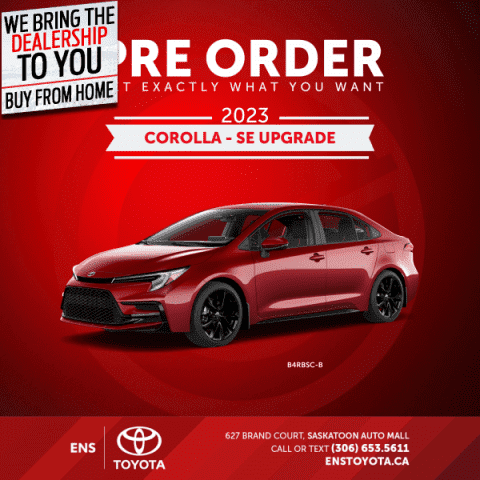 WE BRING THE
DEALERSHIP
TO YOU
BUY FROM HOME
PRE ORDER
T EXACTLY WHAT YOU WANT
2023
COROLLA - SE UPGRADE
B4RBSC-B
ENS
TOYOTA
627 BRAND COURT, SASKATOON AUTO MALL
CALL OR TEXT (306) 653.5611
ENSTOYOTA.CA